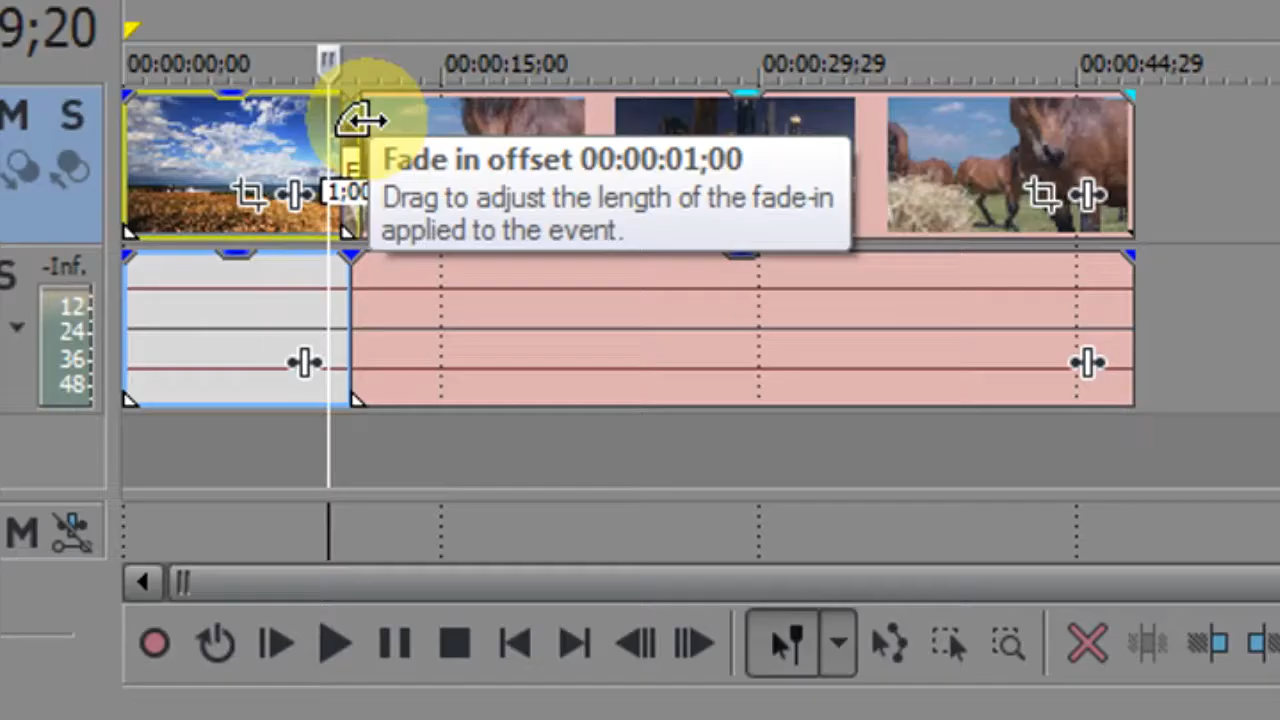 9;20
00:00:00;00
00:00:15;00
00:00:29;29
00:00:44;29
M S
Fade in offset 00:00:01;00
1;00
Drag to adjust the length of the fade-in
applied to the event.
S
-Inf.
12
24
36
48
M